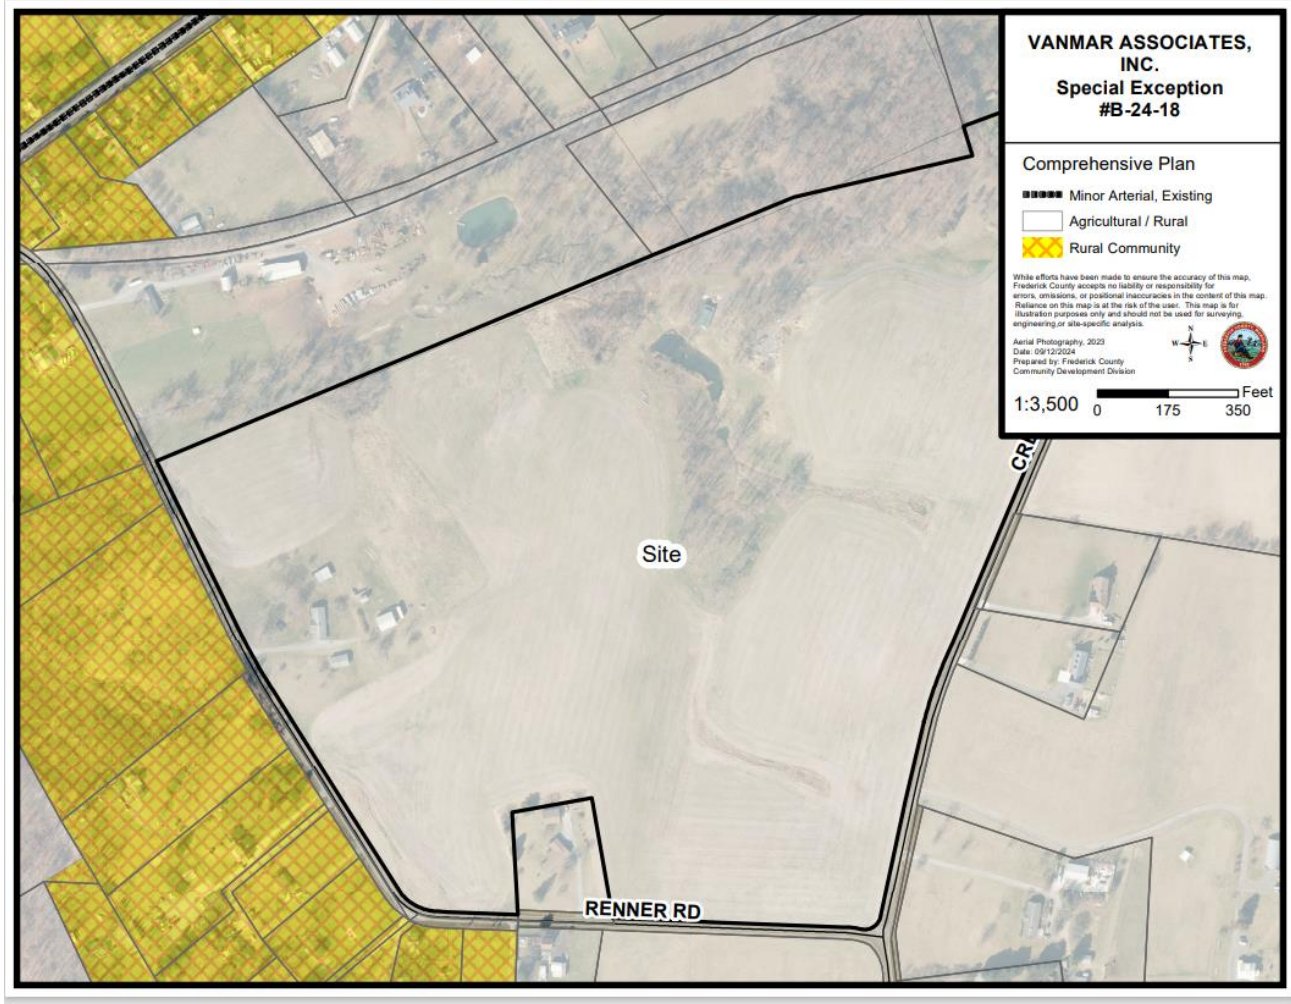 VANMAR ASSOCIATES,
INC.
Special Exception
#B-24-18
Comprehensive Plan
Minor Arterial, Existing
Agricultural / Rural
Rural Community
While efforts have been made to ensure the accuracy of this map,
Frederick County accepts no liability or responsibility for
errors, omissions, or positional inaccuracies in the content of this map.
Reliance on this map is at the risk of the user. This map is for
illustration purposes only and should not be used for surveying,
engineering,or site-specific analysis.
Aerial Photography, 2023
Date: 09/12/2024
Prepared by: Frederick County
Community Development Division
N
W E
S
1:3,500
Feet
0 175 350
Site
RENNER RD